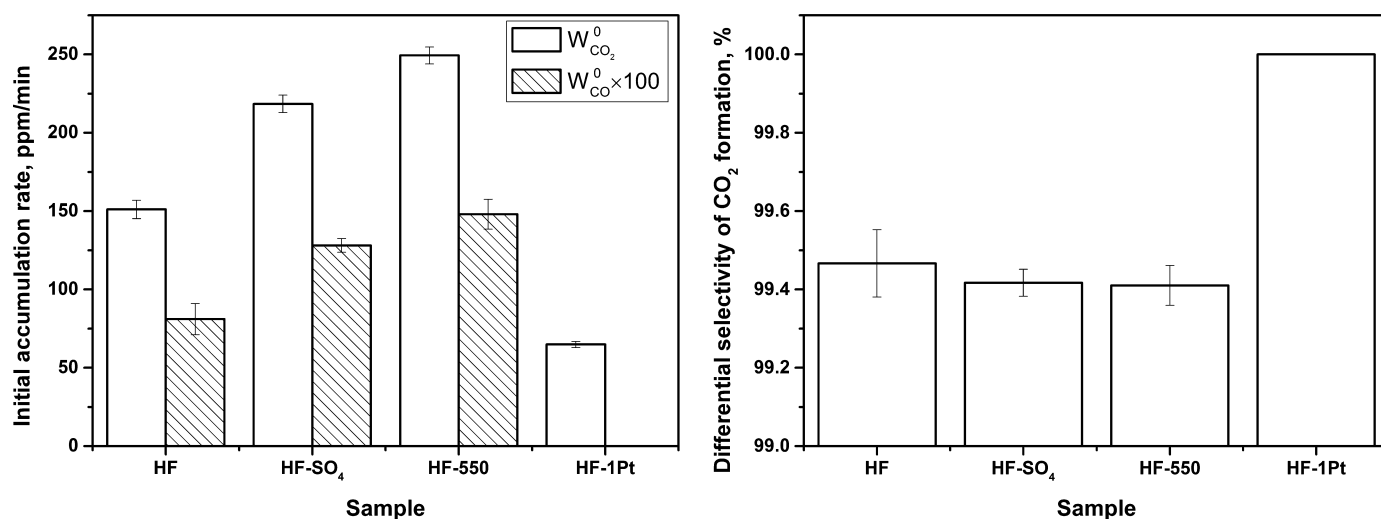 Initial accumulation rate, ppm/min
250
200
150
100
50
0
W⁰CO₂
W⁰CO×100
HF
HF-SO₄
HF-550
HF-1Pt
Sample
Differential selectivity of CO₂ formation, %
100.0
99.8
99.6
99.4
99.2
99.0
HF
HF-SO₄
HF-550
HF-1Pt
Sample